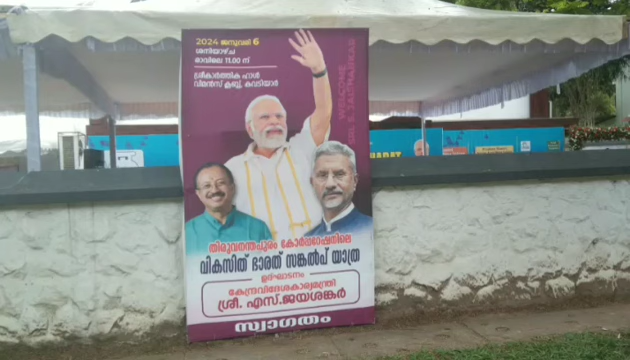 2024 ജനുവരി 6
ശനിയാഴ്ച
രാവിലെ 11.00 ന്
ശ്രീകാർത്തിക ഹാൾ
വിമൻസ് ക്ലബ്ബ്, കവടിയാർ
WELCOME
തിരുവനന്തപുരം കോർപ്പറേഷനിലെ
വികസിത് ഭാരത് സങ്കൽപ് യാത്ര
ഉദ്ഘാടനം
കേന്ദ്രവിദേശകാര്യമന്ത്രി
ശ്രീ. എസ്.ജയശങ്കർ
സ്വാഗതം